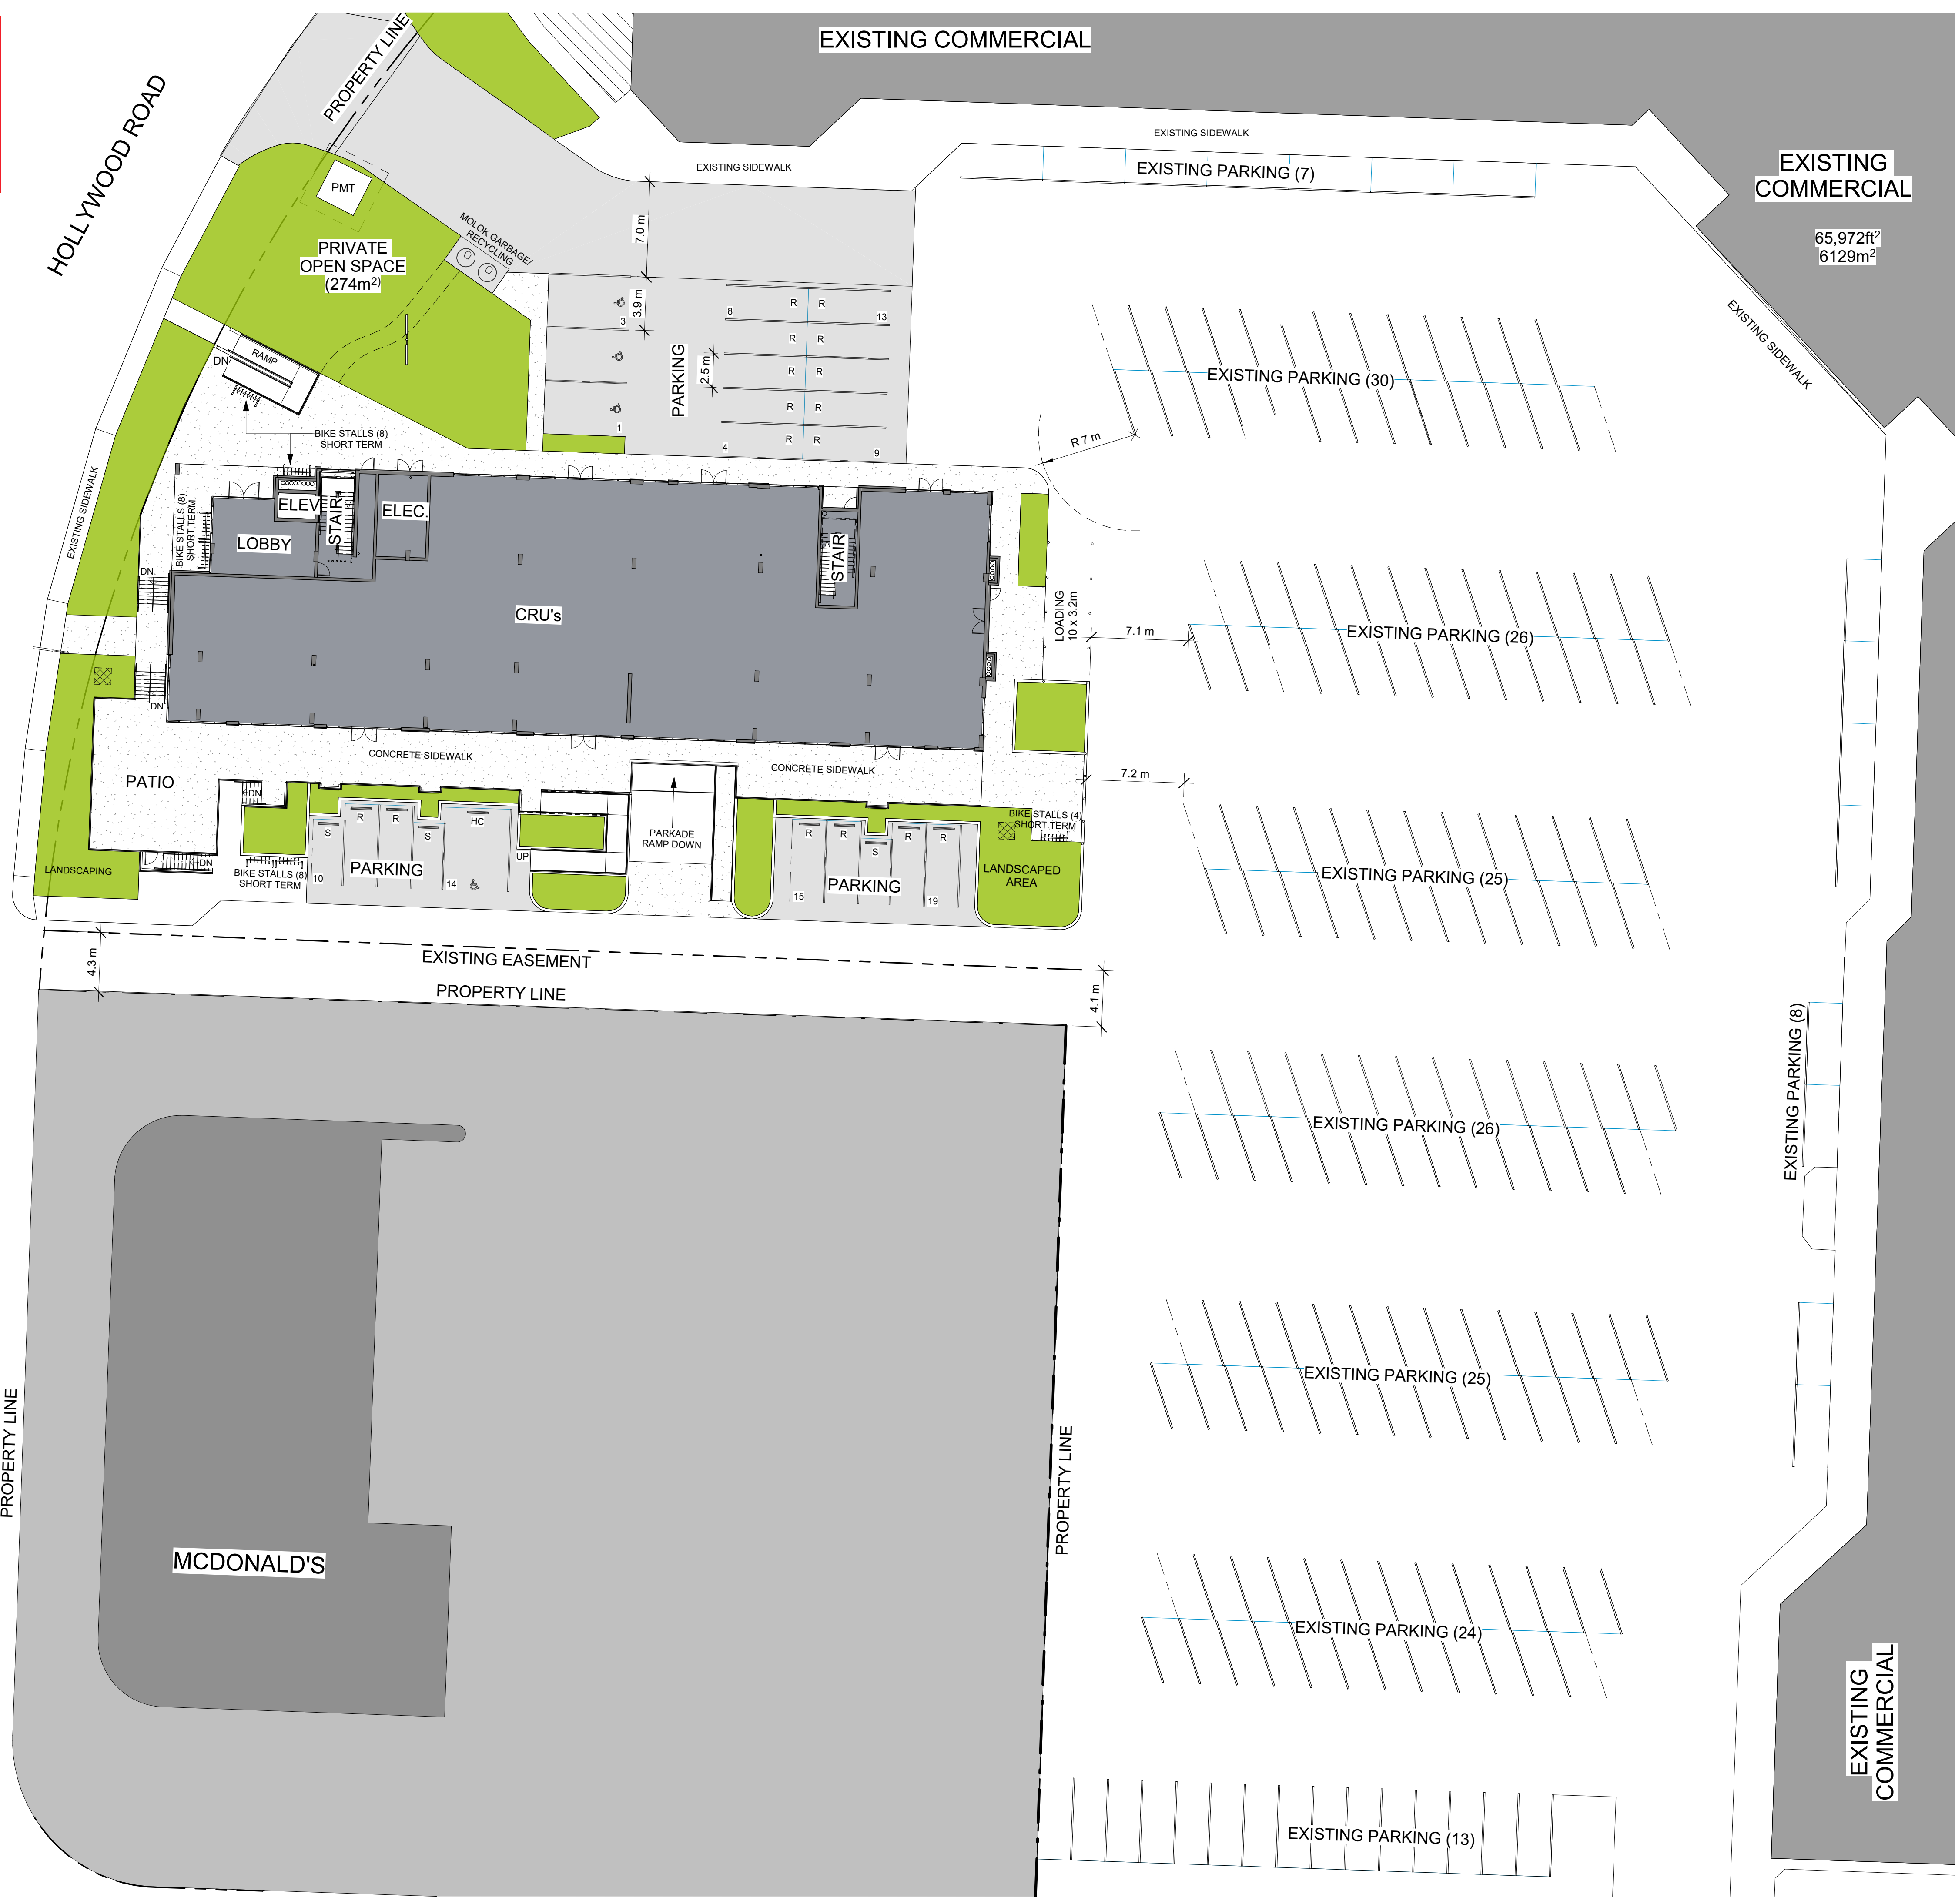 EXISTING COMMERCIAL
PROPERTY LINE
HOLLYWOOD ROAD
EXISTING SIDEWALK
EXISTING SIDEWALK
EXISTING PARKING (7)
EXISTING
COMMERCIAL
65,972ft²
6129m²
EXISTING SIDEWALK
PMT
PRIVATE
OPEN SPACE
(274m²)
MOLOK GARBAGE/
RECYCLING
7.0 m
3.9 m
2.5 m
3
1
8
13
R R
R R
R R
R R
R R
4
9
PARKING
EXISTING PARKING (30)
R 7 m
RAMP
DN
BIKE STALLS (8)
SHORT TERM
EXISTING SIDEWALK
BIKE STALLS (8)
SHORT TERM
ELEV
STAIR
ELEC.
LOBBY
STAIR
CRU's
DN
DN
LOADING
10 x 3.2m
7.1 m
EXISTING PARKING (26)
CONCRETE SIDEWALK
CONCRETE SIDEWALK
7.2 m
PATIO
DN
DN
S
R
R
S
HC
10
PARKING
14
UP
PARKADE
RAMP DOWN
R
R
S
R
R
15
PARKING
19
BIKE STALLS (4)
SHORT TERM
LANDSCAPED
AREA
LANDSCAPING
BIKE STALLS (8)
SHORT TERM
EXISTING PARKING (25)
4.3 m
EXISTING EASEMENT
PROPERTY LINE
4.1 m
EXISTING PARKING (8)
EXISTING PARKING (26)
EXISTING PARKING (25)
PROPERTY LINE
PROPERTY LINE
MCDONALD'S
EXISTING PARKING (24)
EXISTING
COMMERCIAL
EXISTING PARKING (13)